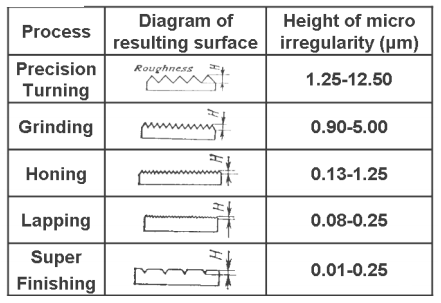 Process
Diagram of
resulting surface
Height of micro
irregularity (µm)
Precision
Turning
Roughness H
1.25-12.50
Grinding
H
0.90-5.00
Honing
H
0.13-1.25
Lapping
H
0.08-0.25
Super
Finishing
H
0.01-0.25